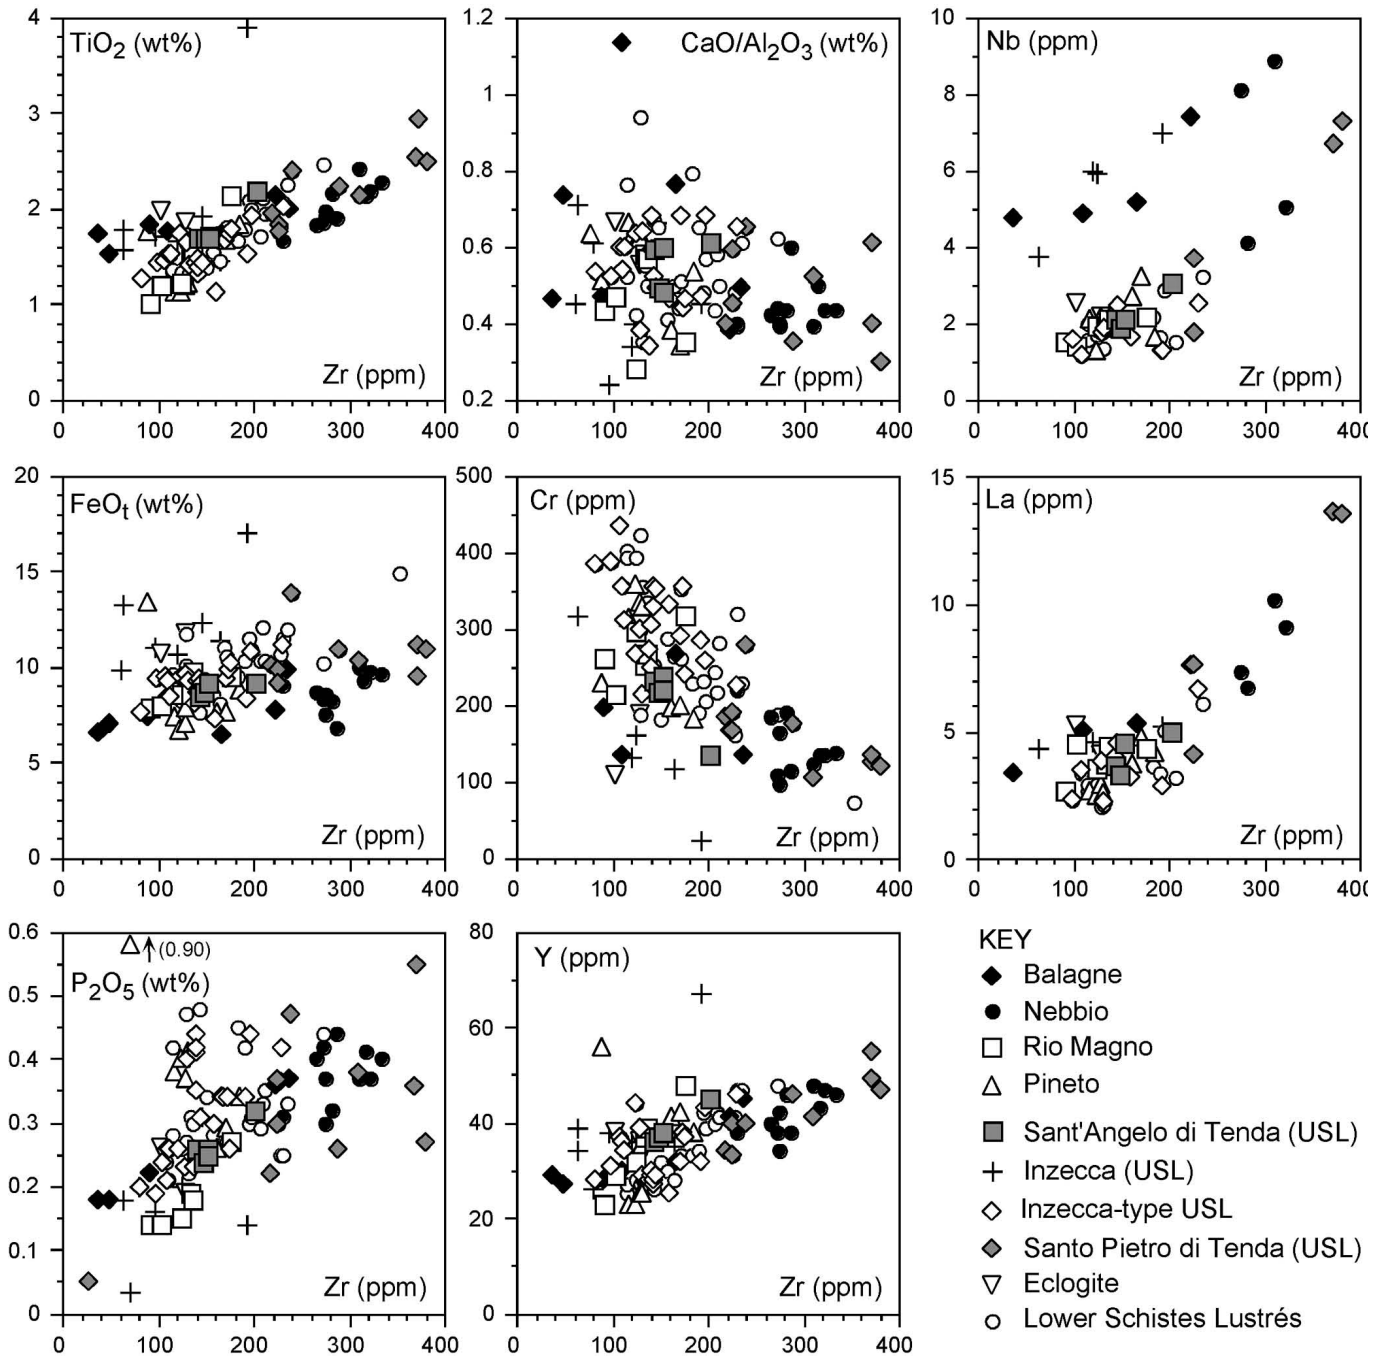 4
3
2
1
0
TiO2 (wt%)
Zr (ppm)
0 100 200 300 400
1.2
1
0.8
0.6
0.4
0.2
CaO/Al2O3 (wt%)
Zr (ppm)
0 100 200 300 400
10
8
6
4
2
0
Nb (ppm)
Zr (ppm)
0 100 200 300 400
20
15
10
5
0
FeOt (wt%)
Zr (ppm)
0 100 200 300 400
500
400
300
200
100
0
Cr (ppm)
Zr (ppm)
0 100 200 300 400
15
10
5
0
La (ppm)
Zr (ppm)
0 100 200 300 400
0.6
0.5
0.4
0.3
0.2
0.1
0
(0.90)
P2O5 (wt%)
Zr (ppm)
0 100 200 300 400
80
60
40
20
0
Y (ppm)
Zr (ppm)
0 100 200 300 400
KEY
Balagne
Nebbio
Rio Magno
Pineto
Sant'Angelo di Tenda (USL)
Inzecca (USL)
Inzecca-type USL
Santo Pietro di Tenda (USL)
Eclogite
Lower Schistes Lustrés